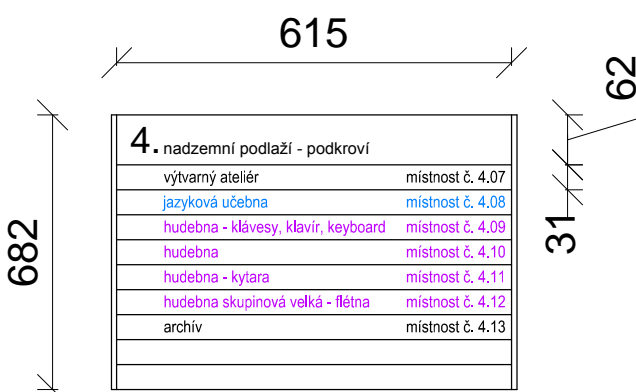 615
62
4. nadzemní podlaží - podkroví
výtvarný ateliér místnost č. 4.07
jazyková učebna místnost č. 4.08
hudebna - klávesy, klavír, keyboard místnost č. 4.09
hudebna místnost č. 4.10
hudebna - kytara místnost č. 4.11
hudebna skupinová velká - flétna místnost č. 4.12
archív místnost č. 4.13
682
31